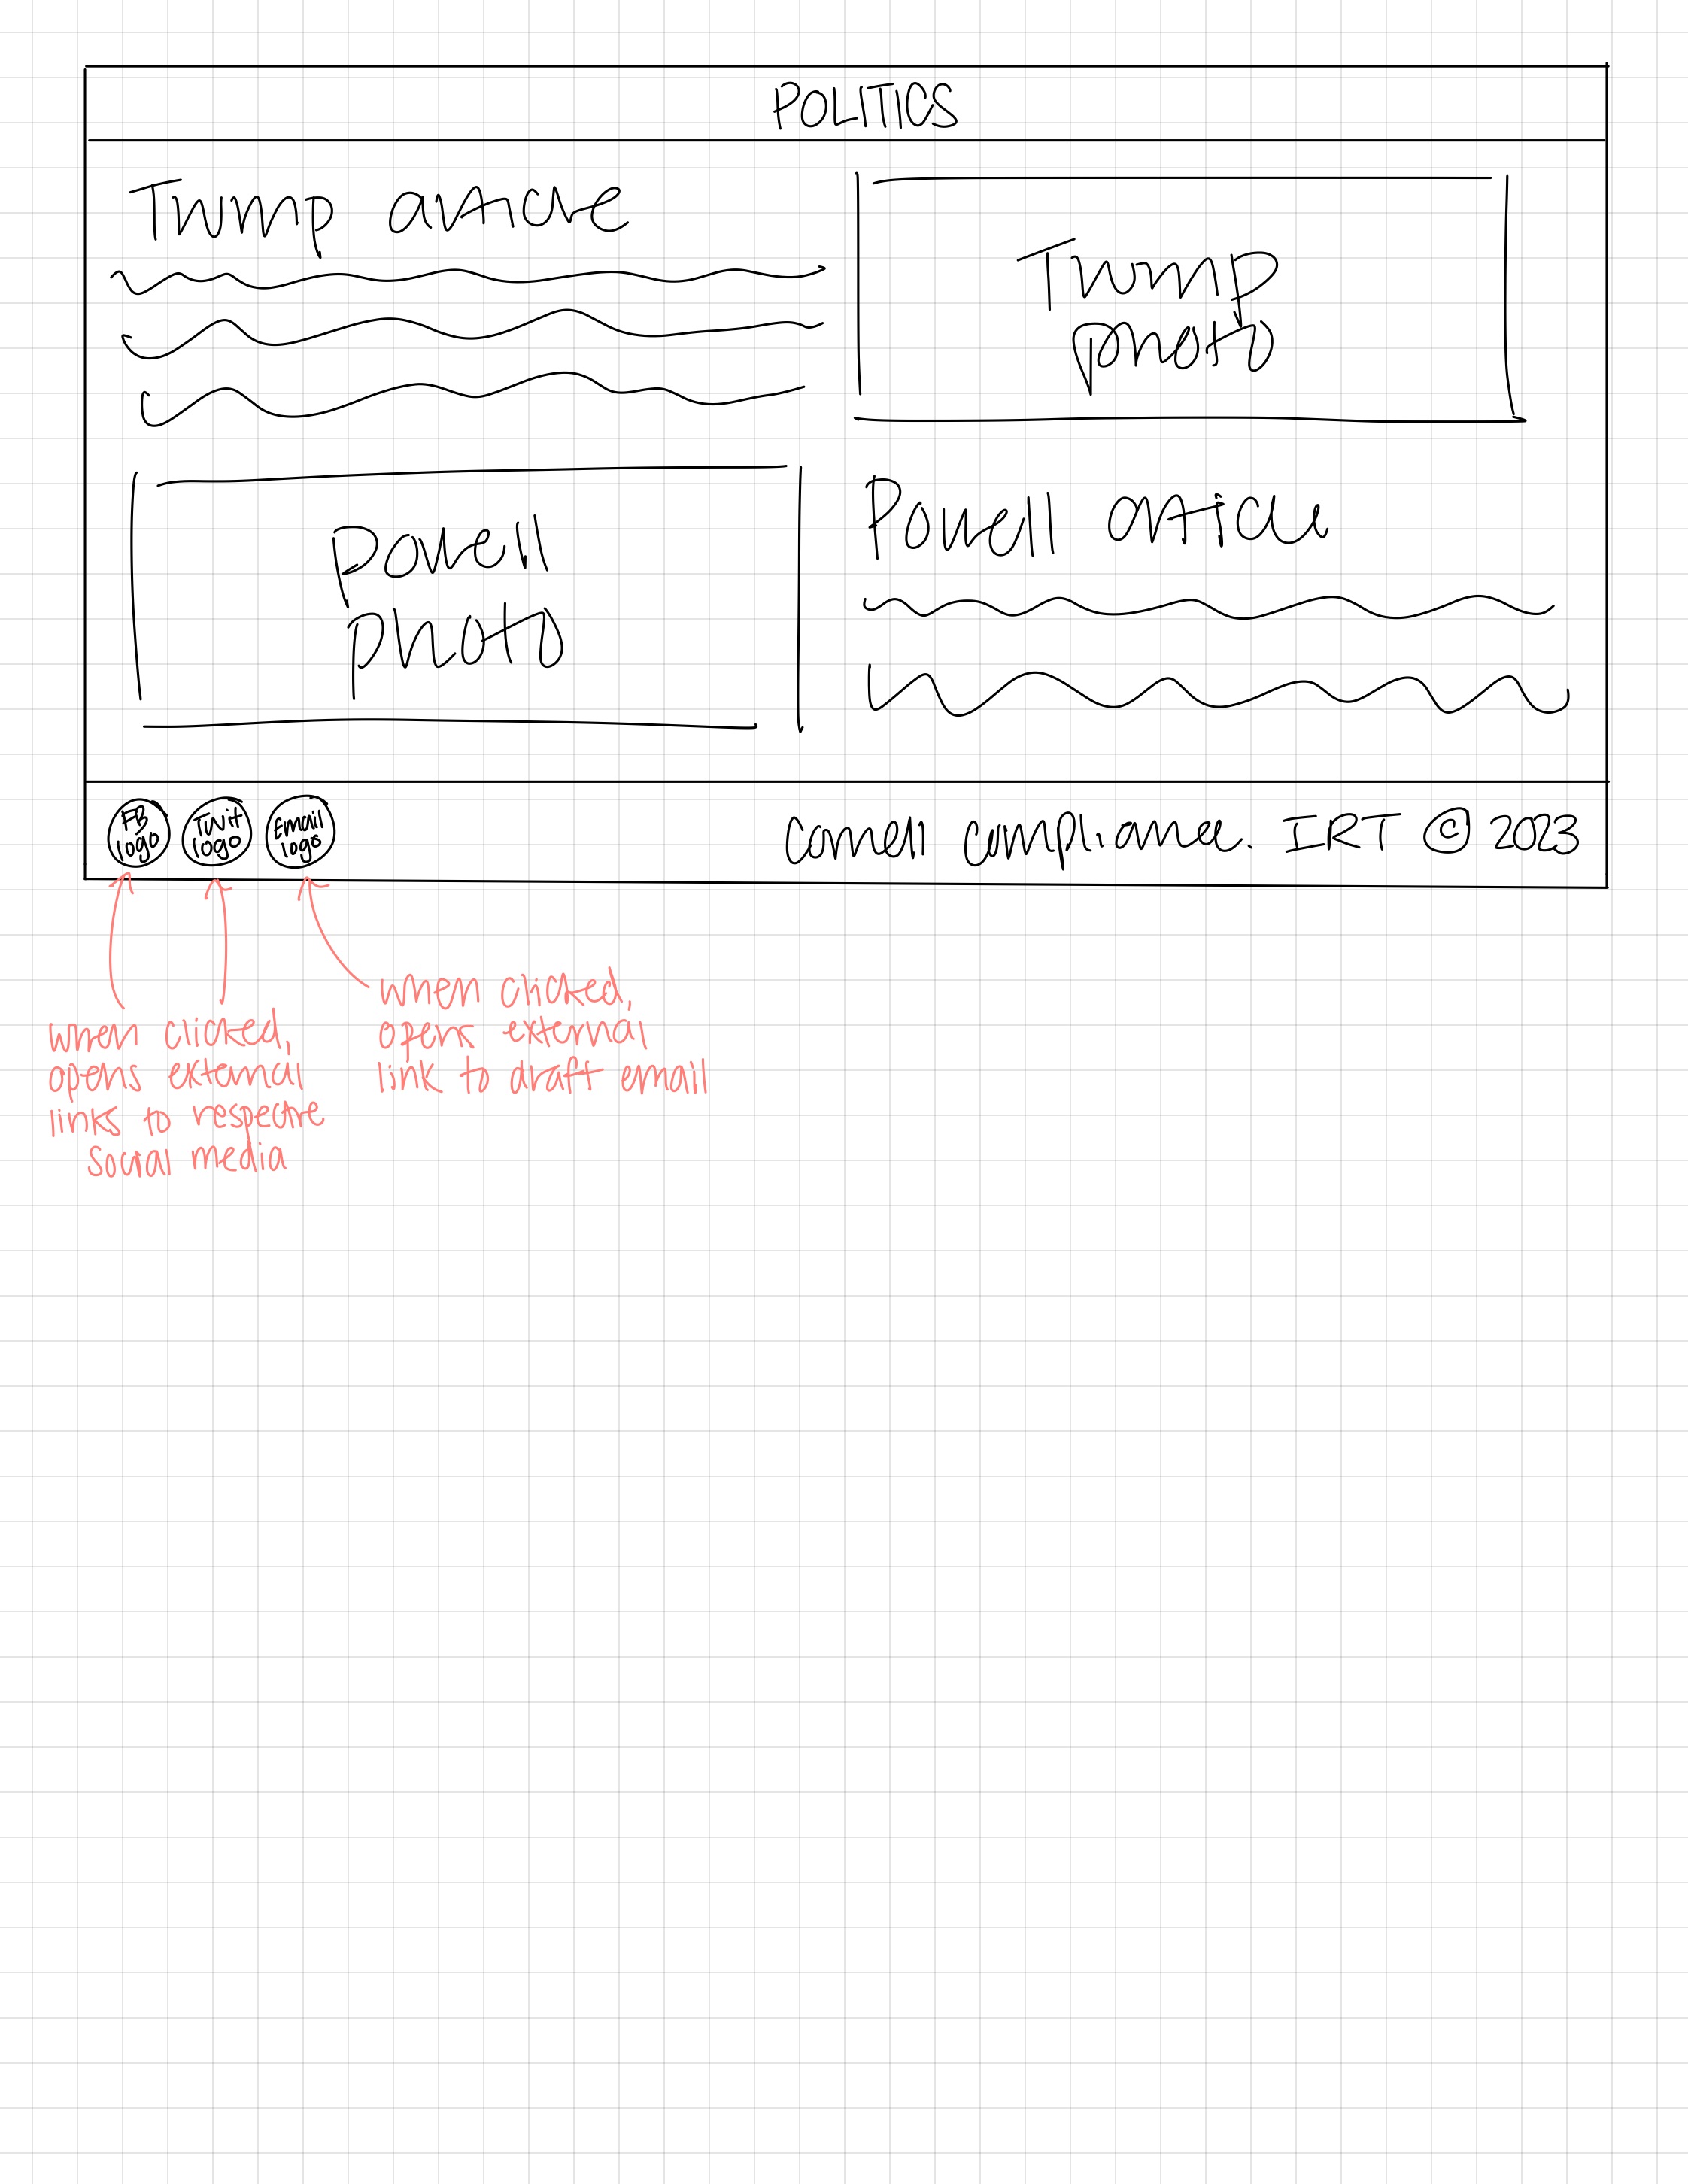 POLITICS
Trump article
Trump
photo
Powell
photo
Powell article
FB
logo
Twit
logo
Email
logo
Cornell Compliance. IRT © 2023
when clicked,
opens external
links to respective
social media
when clicked,
opens external
link to draft email